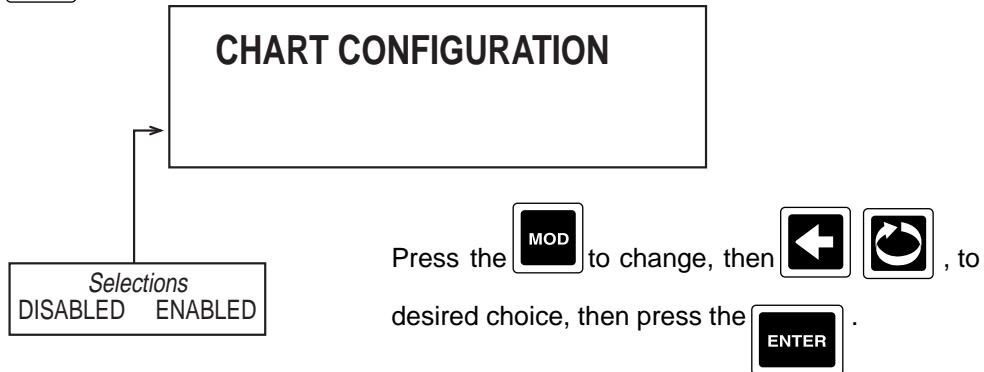 CHART CONFIGURATION
Selections
DISABLED ENABLED
Press the MOD to change, then , to
desired choice, then press the ENTER .